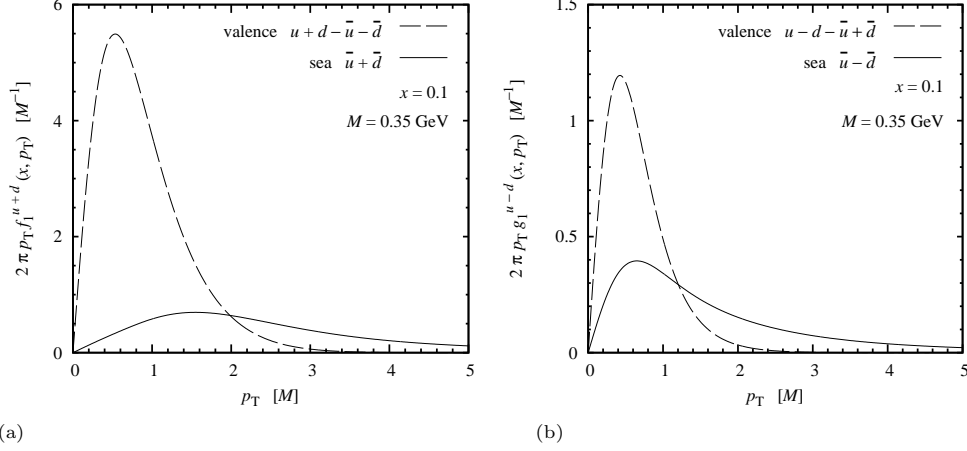 6
4
2
0
2 π p_T f_1^{u + d} (x, p_T) [M^{-1}]
valence u + d – ū – d̄
sea ū + d̄
x = 0.1
M = 0.35 GeV
0 1 2 3 4 5
p_T [M]
(a)
1.5
1
0.5
0
2 π p_T g_1^{u – d} (x, p_T) [M^{-1}]
valence u – d – ū + d̄
sea ū – d̄
x = 0.1
M = 0.35 GeV
0 1 2 3 4 5
p_T [M]
(b)